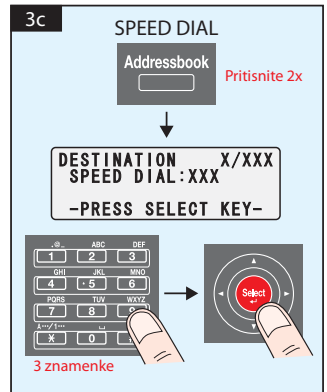 3c
SPEED DIAL
Addressbook
Pritisnite 2x
DESTINATION X/XXX
SPEED DIAL:XXX
-PRESS SELECT KEY-
.@_ ABC DEF
1 2 3
GHI JKL MNO
4 5 6
PQRS TUV WXYZ
7 8
A···/1···
0
Select
3 znamenke